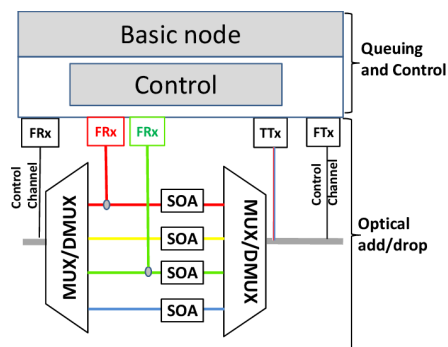 Basic node
Control
Queuing
and Control
FRx
FRx
FRx
TTx
FTx
Control
Channel
Control
Channel
MUX/DMUX
MUX/DMUX
SOA
SOA
SOA
SOA
Optical
add/drop